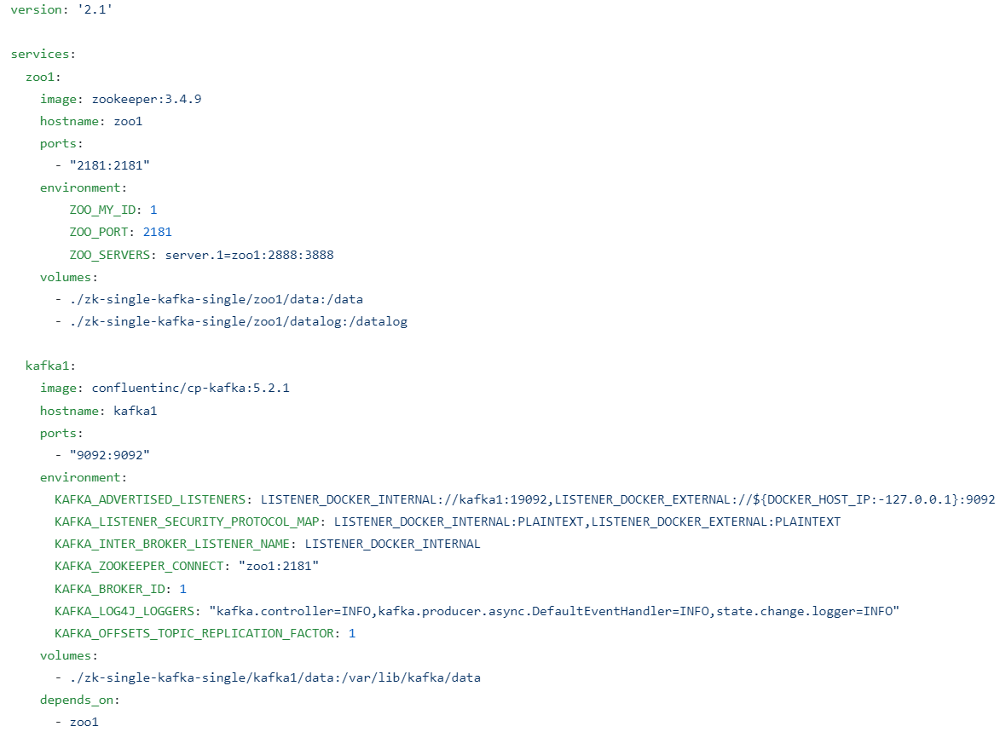 version: '2.1'

services:
  zoo1:
    image: zookeeper:3.4.9
    hostname: zoo1
    ports:
      - "2181:2181"
    environment:
        ZOO_MY_ID: 1
        ZOO_PORT: 2181
        ZOO_SERVERS: server.1=zoo1:2888:3888
    volumes:
      - ./zk-single-kafka-single/zoo1/data:/data
      - ./zk-single-kafka-single/zoo1/datalog:/datalog

  kafka1:
    image: confluentinc/cp-kafka:5.2.1
    hostname: kafka1
    ports:
      - "9092:9092"
    environment:
      KAFKA_ADVERTISED_LISTENERS: LISTENER_DOCKER_INTERNAL://kafka1:19092,LISTENER_DOCKER_EXTERNAL://${DOCKER_HOST_IP:-127.0.0.1}:9092
      KAFKA_LISTENER_SECURITY_PROTOCOL_MAP: LISTENER_DOCKER_INTERNAL:PLAINTEXT,LISTENER_DOCKER_EXTERNAL:PLAINTEXT
      KAFKA_INTER_BROKER_LISTENER_NAME: LISTENER_DOCKER_INTERNAL
      KAFKA_ZOOKEEPER_CONNECT: "zoo1:2181"
      KAFKA_BROKER_ID: 1
      KAFKA_LOG4J_LOGGERS: "kafka.controller=INFO,kafka.producer.async.DefaultEventHandler=INFO,state.change.logger=INFO"
      KAFKA_OFFSETS_TOPIC_REPLICATION_FACTOR: 1
    volumes:
      - ./zk-single-kafka-single/kafka1/data:/var/lib/kafka/data
    depends_on:
      - zoo1